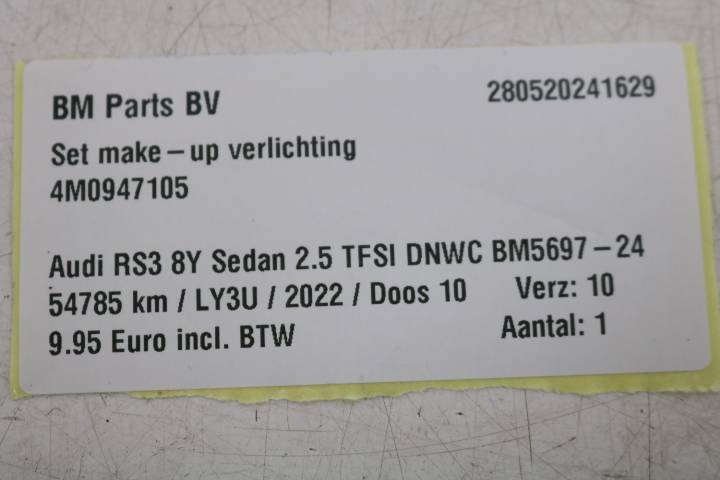 BM Parts BV 280520241629
Set make-up verlichting
4M0947105
Audi RS3 8Y Sedan 2.5 TFSI DNWC BM5697-24
54785 km / LY3U / 2022 / Doos 10 Verz: 10
9.95 Euro incl. BTW Aantal: 1